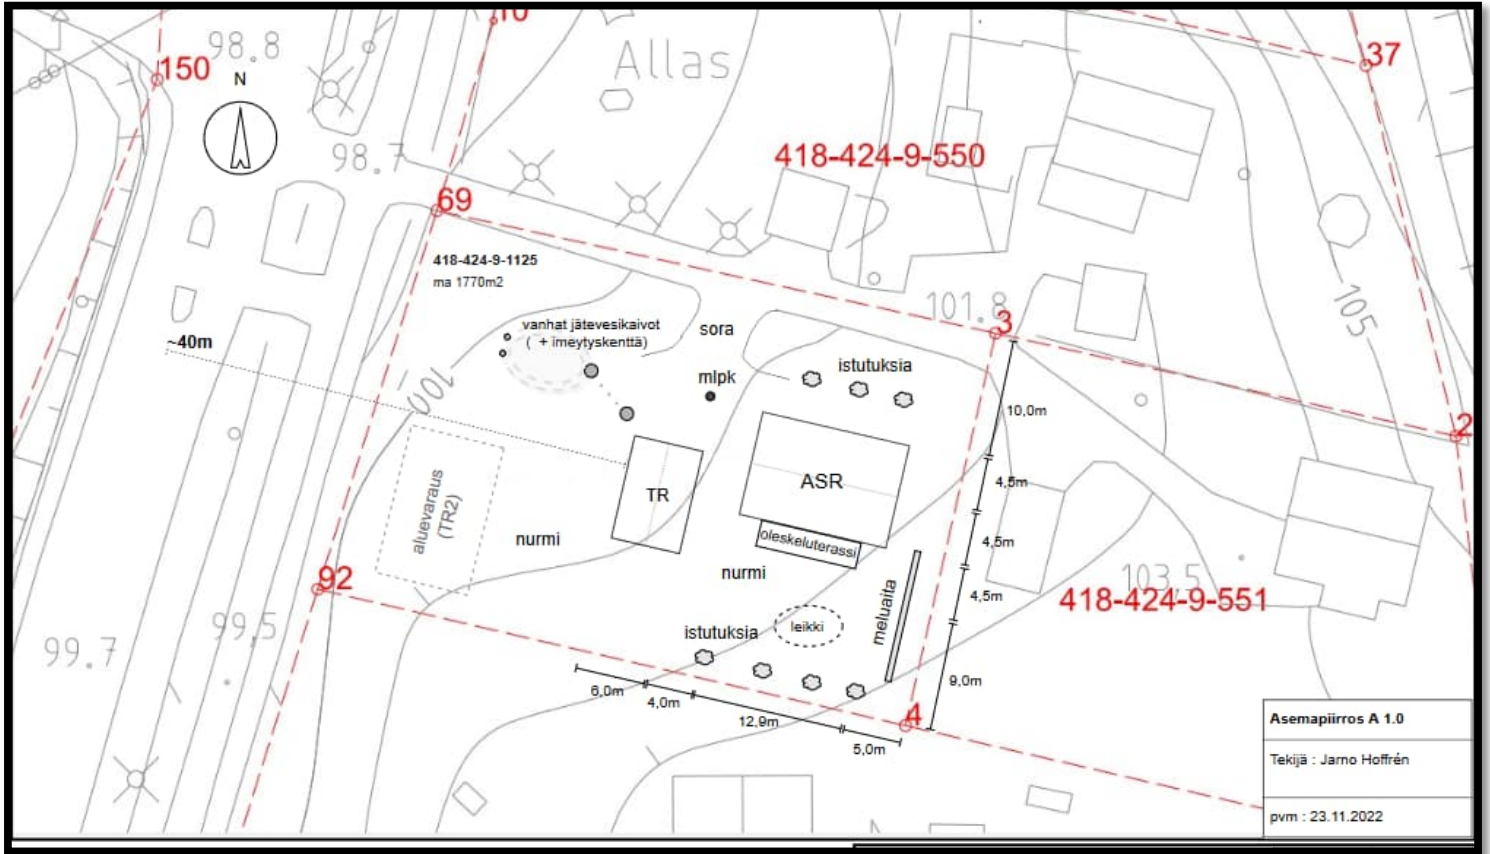 10
37
150
98.8
Allas
N
418-424-9-550
98.7
69
418-424-9-1125
ma 1770m2
101.8
3
105
vanhat jätevesikaivot
( + imeytyskenttä)
sora
~40m
istutuksia
mlpk
100
10,0m
2
aluevaraus
(TR2)
TR
ASR
4,5m
nurmi
oleskeluterassi
4,5m
nurmi
92
103,5
418-424-9-551
4,5m
meluaita
leikki
istutuksia
99,5
99.7
9,0m
6,0m
4,0m
12,9m
4
5,0m
Asemapiirros A 1.0
Tekijä : Jarno Hoffrén
pvm : 23.11.2022